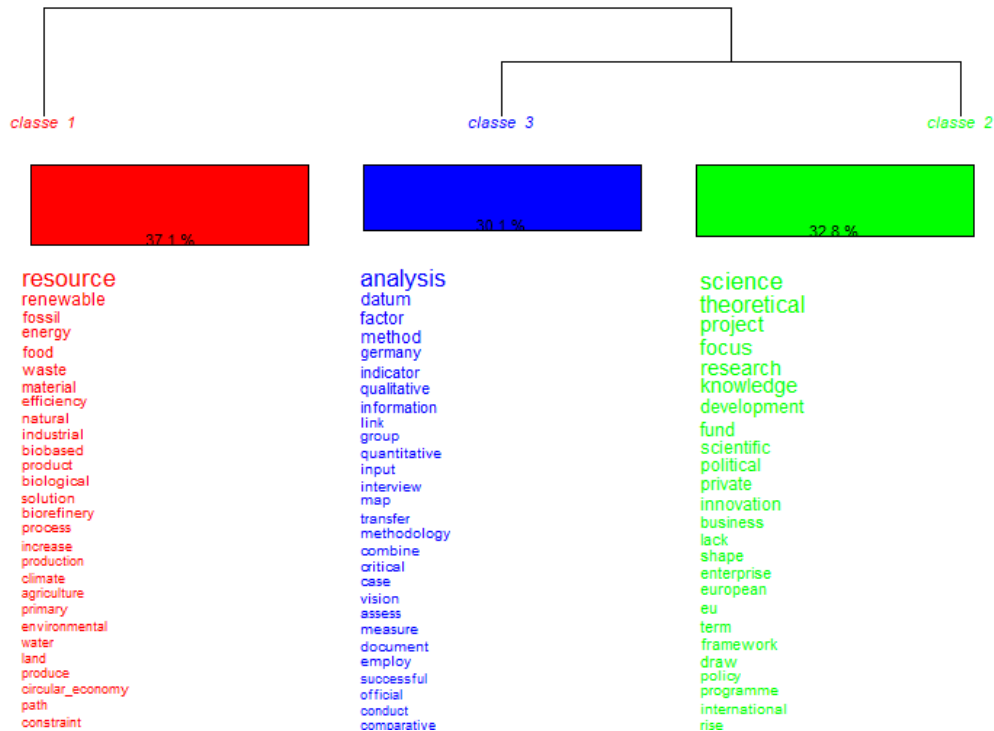 classe 1
classe 3
classe 2
37.1 %
30.1 %
32.8 %
resource
renewable
fossil
energy
food
waste
material
efficiency
natural
industrial
biobased
product
biological
solution
biorefinery
process
increase
production
climate
agriculture
primary
environmental
water
land
produce
circular_economy
path
constraint
analysis
datum
factor
method
germany
indicator
qualitative
information
link
group
quantitative
input
interview
map
transfer
methodology
combine
critical
case
vision
assess
measure
document
employ
successful
official
conduct
comparative
science
theoretical
project
focus
research
knowledge
development
fund
scientific
political
private
innovation
business
lack
shape
enterprise
european
eu
term
framework
draw
policy
programme
international
rise